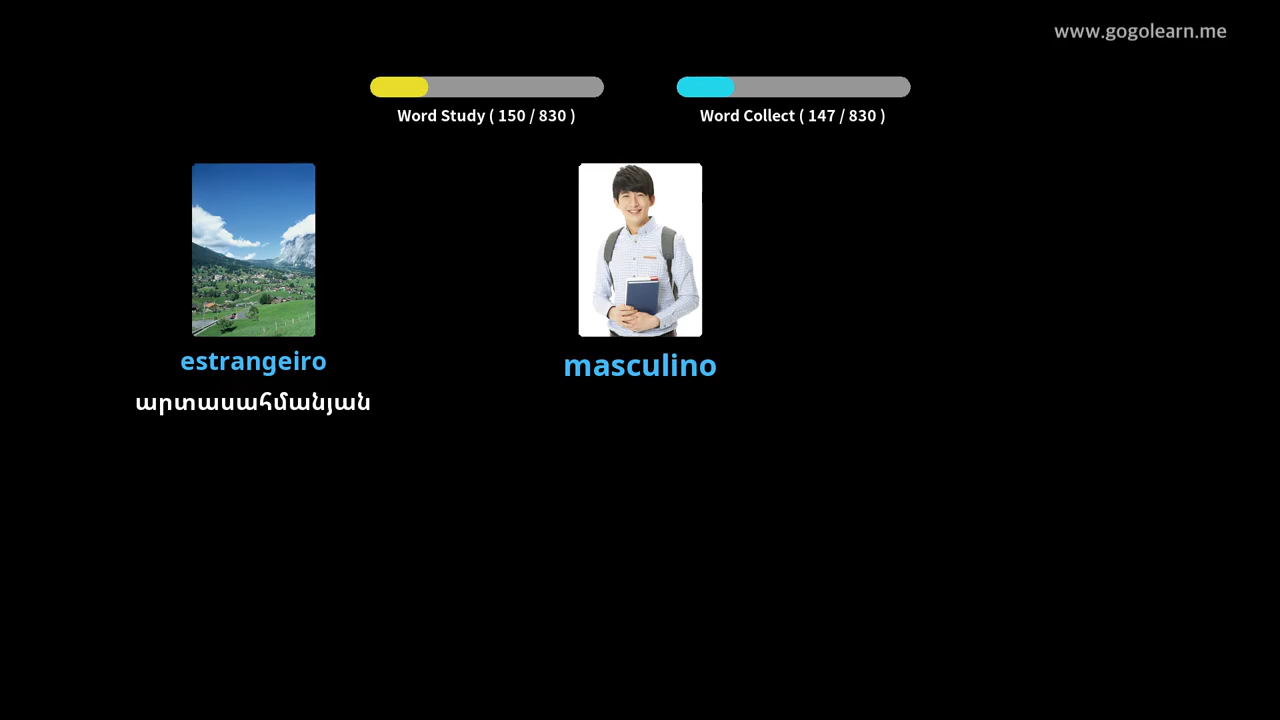 www.gogolearn.me
Word Study ( 150 / 830 )
Word Collect ( 147 / 830 )
estrangeiro
արտասահմանյան
masculino